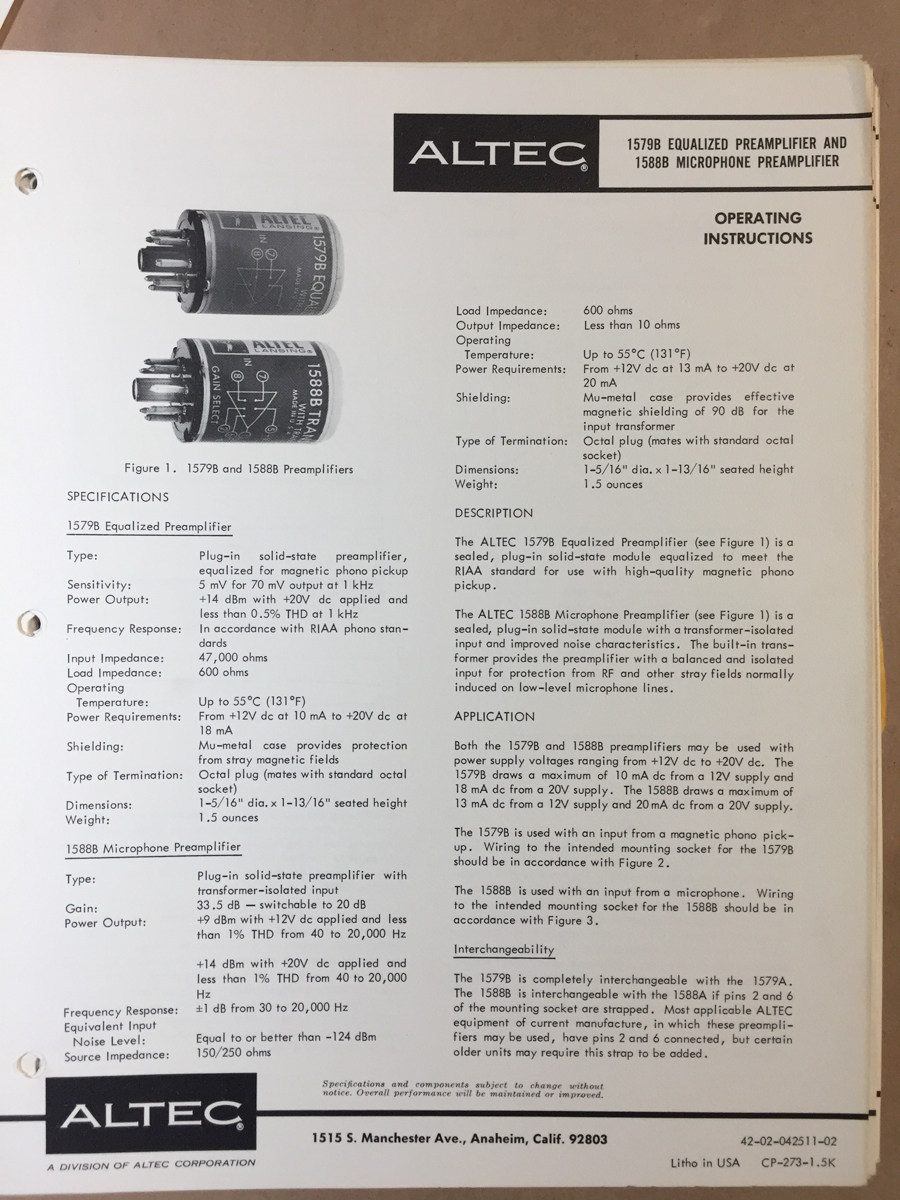 ALTEC®
1579B EQUALIZED PREAMPLIFIER AND
1588B MICROPHONE PREAMPLIFIER
OPERATING
INSTRUCTIONS
ALTEC
LANSING®
1579B EQUA
IN
7
8
WITH
MADE IN
ALTEC
LANSING®
1588B TRAN
IN
7
8
WITH TRA
MADE IN U.S.
GAIN SELECT
Figure 1. 1579B and 1588B Preamplifiers
SPECIFICATIONS
1579B Equalized Preamplifier
Type: Plug-in solid-state preamplifier,
equalized for magnetic phono pickup
Sensitivity: 5 mV for 70 mV output at 1 kHz
Power Output: +14 dBm with +20V dc applied and
less than 0.5% THD at 1 kHz
Frequency Response: In accordance with RIAA phono stan-
dards
Input Impedance: 47,000 ohms
Load Impedance: 600 ohms
Operating
Temperature: Up to 55°C (131°F)
Power Requirements: From +12V dc at 10 mA to +20V dc at
18 mA
Shielding: Mu-metal case provides protection
from stray magnetic fields
Type of Termination: Octal plug (mates with standard octal
socket)
Dimensions: 1-5/16" dia. x 1-13/16" seated height
Weight: 1.5 ounces
1588B Microphone Preamplifier
Type: Plug-in solid-state preamplifier with
transformer-isolated input
Gain: 33.5 dB — switchable to 20 dB
Power Output: +9 dBm with +12V dc applied and less
than 1% THD from 40 to 20,000 Hz
+14 dBm with +20V dc applied and
less than 1% THD from 40 to 20,000
Hz
Frequency Response: ±1 dB from 30 to 20,000 Hz
Equivalent Input
Noise Level: Equal to or better than -124 dBm
Source Impedance: 150/250 ohms
Load Impedance: 600 ohms
Output Impedance: Less than 10 ohms
Operating
Temperature: Up to 55°C (131°F)
Power Requirements: From +12V dc at 13 mA to +20V dc at
20 mA
Shielding: Mu-metal case provides effective
magnetic shielding of 90 dB for the
input transformer
Type of Termination: Octal plug (mates with standard octal
socket)
Dimensions: 1-5/16" dia. x 1-13/16" seated height
Weight: 1.5 ounces
DESCRIPTION
The ALTEC 1579B Equalized Preamplifier (see Figure 1) is a
sealed, plug-in solid-state module equalized to meet the
RIAA standard for use with high-quality magnetic phono
pickup.
The ALTEC 1588B Microphone Preamplifier (see Figure 1) is a
sealed, plug-in solid-state module with a transformer-isolated
input and improved noise characteristics. The built-in trans-
former provides the preamplifier with a balanced and isolated
input for protection from RF and other stray fields normally
induced on low-level microphone lines.
APPLICATION
Both the 1579B and 1588B preamplifiers may be used with
power supply voltages ranging from +12V dc to +20V dc. The
1579B draws a maximum of 10 mA dc from a 12V supply and
18 mA dc from a 20V supply. The 1588B draws a maximum of
13 mA dc from a 12V supply and 20 mA dc from a 20V supply.
The 1579B is used with an input from a magnetic phono pick-
up. Wiring to the intended mounting socket for the 1579B
should be in accordance with Figure 2.
The 1588B is used with an input from a microphone. Wiring
to the intended mounting socket for the 1588B should be in
accordance with Figure 3.
Interchangeability
The 1579B is completely interchangeable with the 1579A.
The 1588B is interchangeable with the 1588A if pins 2 and 6
of the mounting socket are strapped. Most applicable ALTEC
equipment of current manufacture, in which these preampli-
fiers may be used, have pins 2 and 6 connected, but certain
older units may require this strap to be added.
Specifications and components subject to change without
notice. Overall performance will be maintained or improved.
ALTEC®
A DIVISION OF ALTEC CORPORATION
1515 S. Manchester Ave., Anaheim, Calif. 92803
42-02-042511-02
Litho in USA CP-273-1.5K